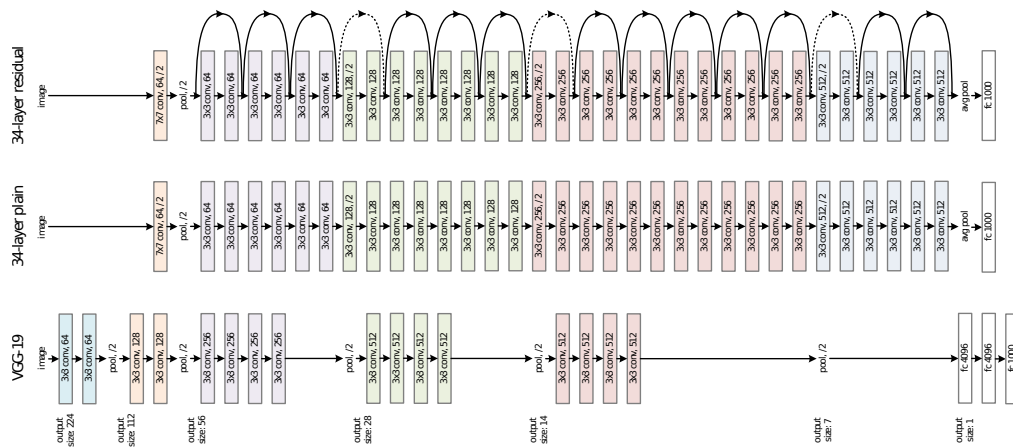 output
size: 224
output
size: 112
output
size: 56
output
size: 28
output
size: 14
output
size: 7
output
size: 1
VGG-19
image
3x3 conv, 64
3x3 conv, 64
pool, /2
3x3 conv, 128
3x3 conv, 128
pool, /2
3x3 conv, 256
3x3 conv, 256
3x3 conv, 256
3x3 conv, 256
pool, /2
3x3 conv, 512
3x3 conv, 512
3x3 conv, 512
3x3 conv, 512
pool, /2
3x3 conv, 512
3x3 conv, 512
3x3 conv, 512
3x3 conv, 512
pool, /2
fc 4096
fc 4096
fc 1000
34-layer plain
image
7x7 conv, 64, /2
pool, /2
3x3 conv, 64
3x3 conv, 64
3x3 conv, 64
3x3 conv, 64
3x3 conv, 64
3x3 conv, 64
3x3 conv, 128, /2
3x3 conv, 128
3x3 conv, 128
3x3 conv, 128
3x3 conv, 128
3x3 conv, 128
3x3 conv, 128
3x3 conv, 128
3x3 conv, 256, /2
3x3 conv, 256
3x3 conv, 256
3x3 conv, 256
3x3 conv, 256
3x3 conv, 256
3x3 conv, 256
3x3 conv, 256
3x3 conv, 256
3x3 conv, 256
3x3 conv, 256
3x3 conv, 256
3x3 conv, 512, /2
3x3 conv, 512
3x3 conv, 512
3x3 conv, 512
3x3 conv, 512
3x3 conv, 512
avg pool
fc 1000
34-layer residual
image
7x7 conv, 64, /2
pool, /2
3x3 conv, 64
3x3 conv, 64
3x3 conv, 64
3x3 conv, 64
3x3 conv, 64
3x3 conv, 64
3x3 conv, 128, /2
3x3 conv, 128
3x3 conv, 128
3x3 conv, 128
3x3 conv, 128
3x3 conv, 128
3x3 conv, 128
3x3 conv, 128
3x3 conv, 256, /2
3x3 conv, 256
3x3 conv, 256
3x3 conv, 256
3x3 conv, 256
3x3 conv, 256
3x3 conv, 256
3x3 conv, 256
3x3 conv, 256
3x3 conv, 256
3x3 conv, 256
3x3 conv, 256
3x3 conv, 512, /2
3x3 conv, 512
3x3 conv, 512
3x3 conv, 512
3x3 conv, 512
3x3 conv, 512
avg pool
fc 1000